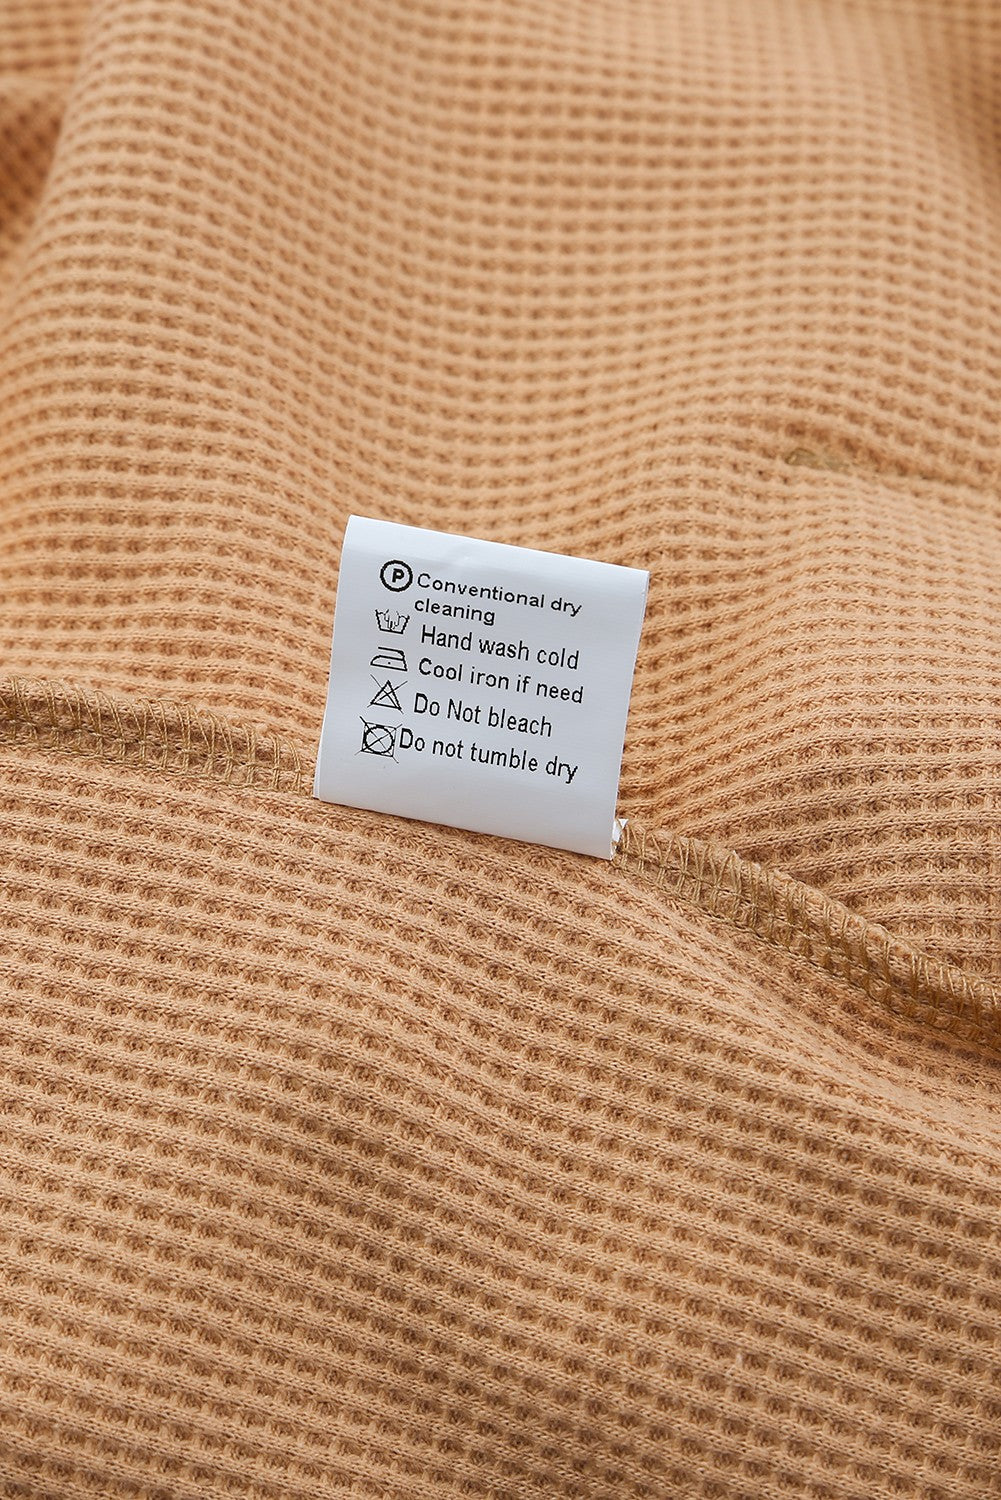 P Conventional dry
cleaning
Hand wash cold
Cool iron if need
Do Not bleach
Do not tumble dry